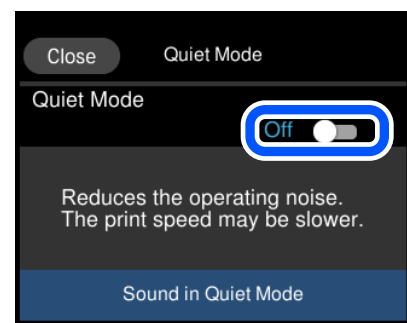 Close Quiet Mode
Quiet Mode
Off
Reduces the operating noise.
The print speed may be slower.
Sound in Quiet Mode